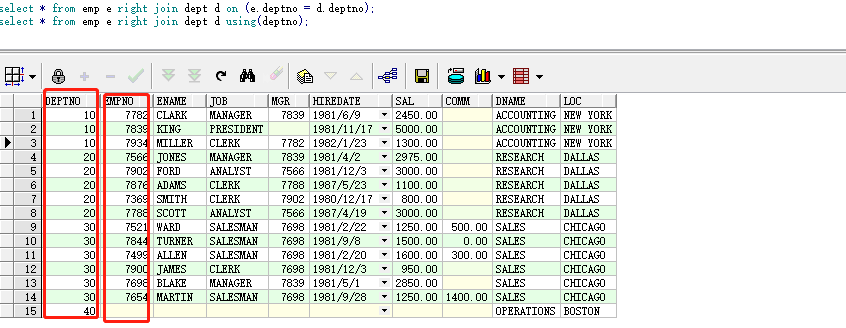 select * from emp e right join dept d on (e.deptno = d.deptno);
select * from emp e right join dept d using(deptno);
DEPTNO EMPNO ENAME JOB MGR HIREDATE SAL COMM DNAME LOC
1 10 7782 CLARK MANAGER 7839 1981/6/9 2450.00 ACCOUNTING NEW YORK
2 10 7839 KING PRESIDENT 1981/11/17 5000.00 ACCOUNTING NEW YORK
3 10 7934 MILLER CLERK 7782 1982/1/23 1300.00 ACCOUNTING NEW YORK
4 20 7566 JONES MANAGER 7839 1981/4/2 2975.00 RESEARCH DALLAS
5 20 7902 FORD ANALYST 7566 1981/12/3 3000.00 RESEARCH DALLAS
6 20 7876 ADAMS CLERK 7788 1987/5/23 1100.00 RESEARCH DALLAS
7 20 7369 SMITH CLERK 7902 1980/12/17 800.00 RESEARCH DALLAS
8 20 7788 SCOTT ANALYST 7566 1987/4/19 3000.00 RESEARCH DALLAS
9 30 7521 WARD SALESMAN 7698 1981/2/22 1250.00 500.00 SALES CHICAGO
10 30 7844 TURNER SALESMAN 7698 1981/9/8 1500.00 0.00 SALES CHICAGO
11 30 7499 ALLEN SALESMAN 7698 1981/2/20 1600.00 300.00 SALES CHICAGO
12 30 7900 JAMES CLERK 7698 1981/12/3 950.00 SALES CHICAGO
13 30 7698 BLAKE MANAGER 7839 1981/5/1 2850.00 SALES CHICAGO
14 30 7654 MARTIN SALESMAN 7698 1981/9/28 1250.00 1400.00 SALES CHICAGO
15 40 OPERATIONS BOSTON